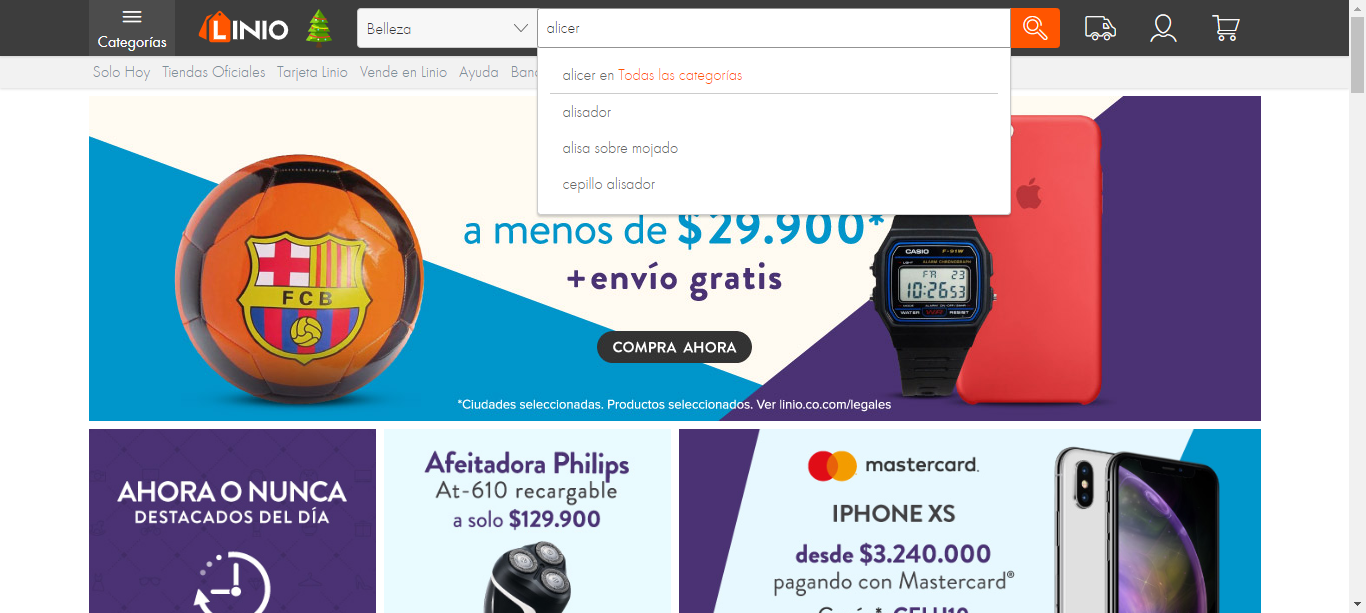 Categorías
LINIO
Belleza
alicer
Solo Hoy Tiendas Oficiales Tarjeta Linio Vende en Linio Ayuda
alicer en Todas las categorías
alisador
alisa sobre mojado
cepillo alisador
a menos de $29.900*
+envío gratis
COMPRA AHORA
*Ciudades seleccionadas. Productos seleccionados. Ver linio.co.com/legales
FCB
CASIO F-91W
ALARM CHRONOGRAPH
LIGHT
FR 23
10:26 53
WATER RESIST
AHORA O NUNCA
DESTACADOS DEL DÍA
Afeitadora Philips
At-610 recargable
a solo $129.900
mastercard.
IPHONE XS
desde $3.240.000
pagando con Mastercard®